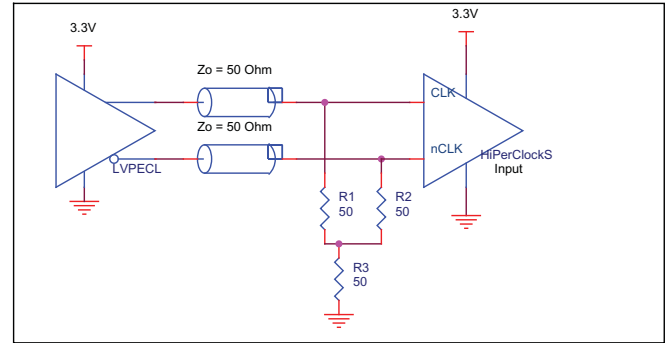 3.3V
3.3V
Zo = 50 Ohm
CLK
Zo = 50 Ohm
nCLK
LVPECL
HiPerClockS
Input
R1
50
R2
50
R3
50